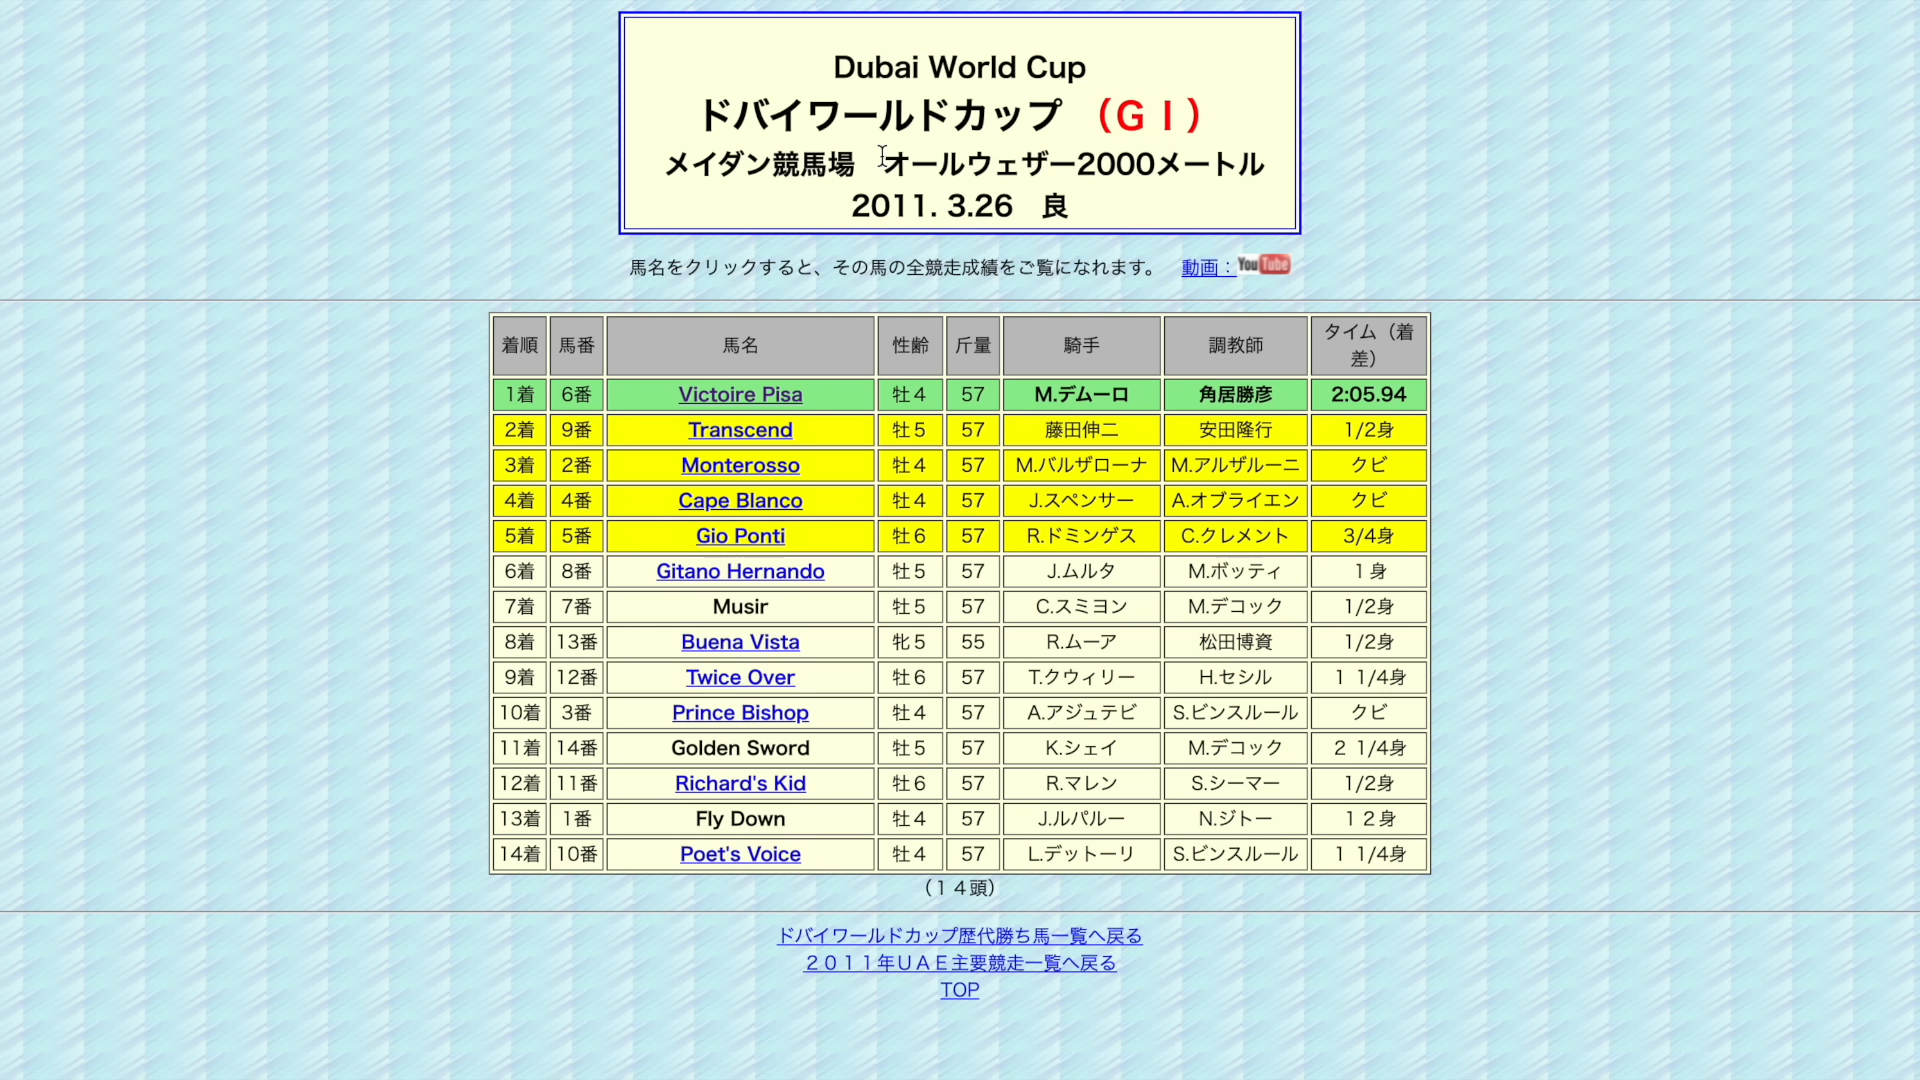 Dubai World Cup
ドバイワールドカップ （ＧⅠ）
メイダン競馬場　オールウェザー2000メートル
2011. 3.26　良
馬名をクリックすると、その馬の全競走成績をご覧になれます。　動画：YouTube
着順 馬番 馬名 性齢 斤量 騎手 調教師 タイム（着差）
1着 6番 Victoire Pisa 牡４ 57 M.デムーロ 角居勝彦 2:05.94
2着 9番 Transcend 牡５ 57 藤田伸二 安田隆行 1/2身
3着 2番 Monterosso 牡４ 57 M.バルザローナ M.アルザルーニ クビ
4着 4番 Cape Blanco 牡４ 57 J.スペンサー A.オブライエン クビ
5着 5番 Gio Ponti 牡６ 57 R.ドミンゲス C.クレメント 3/4身
6着 8番 Gitano Hernando 牡５ 57 J.ムルタ M.ボッティ １身
7着 7番 Musir 牡５ 57 C.スミヨン M.デコック 1/2身
8着 13番 Buena Vista 牝５ 55 R.ムーア 松田博資 1/2身
9着 12番 Twice Over 牡６ 57 T.クウィリー H.セシル １ 1/4身
10着 3番 Prince Bishop 牡４ 57 A.アジュテビ S.ビンスルール クビ
11着 14番 Golden Sword 牡５ 57 K.シェイ M.デコック ２ 1/4身
12着 11番 Richard's Kid 牡６ 57 R.マレン S.シーマー 1/2身
13着 1番 Fly Down 牡４ 57 J.ルパルー N.ジトー １２身
14着 10番 Poet's Voice 牡４ 57 L.デットーリ S.ビンスルール １ 1/4身
（１４頭）
ドバイワールドカップ歴代勝ち馬一覧へ戻る
２０１１年ＵＡＥ主要競走一覧へ戻る
TOP